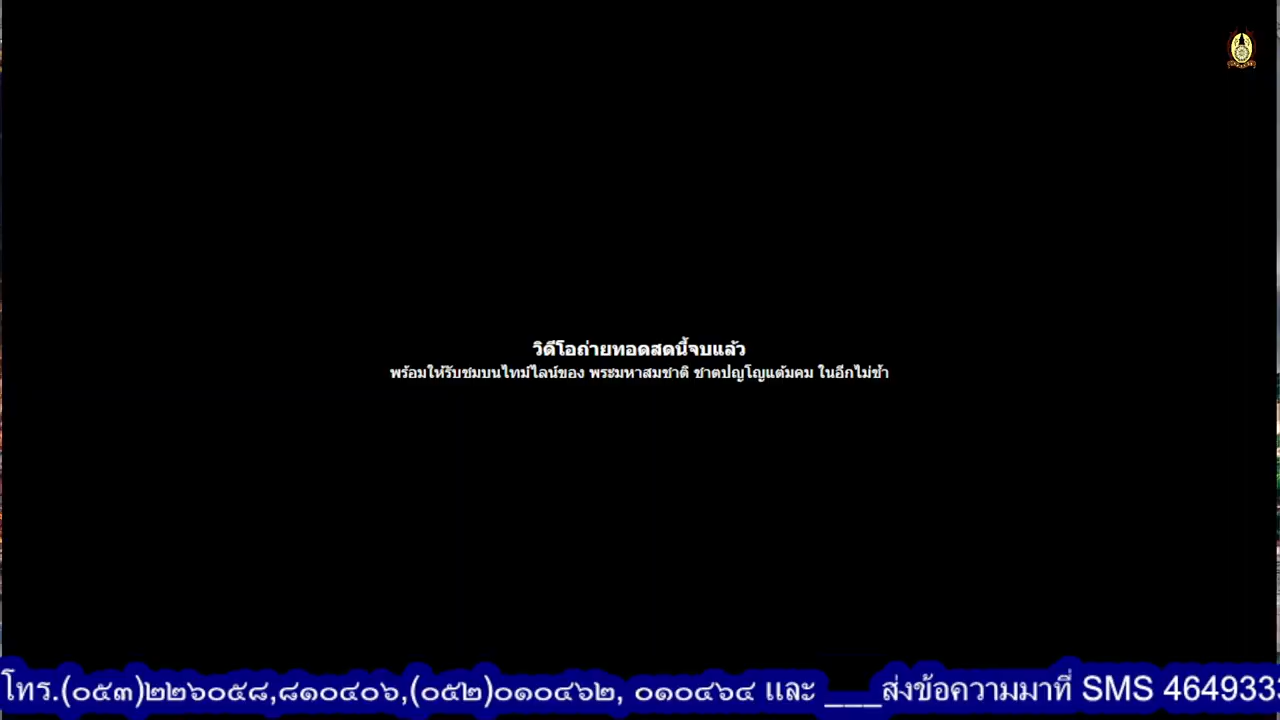 วิดีโอถ่ายทอดสดนี้จบแล้ว
พร้อมให้รับชมบนไทม์ไลน์ของ พระมหาสมชาติ ชาตปญโญแต้มคม ในอีกไม่ช้า
โทร.(๐๕๓)๒๒๖๐๕๘,๘๑๐๔๐๖,(๐๕๒)๐๑๐๔๖๒, ๐๑๐๔๖๔ และ ___ส่งข้อความมาที่ SMS 4649333